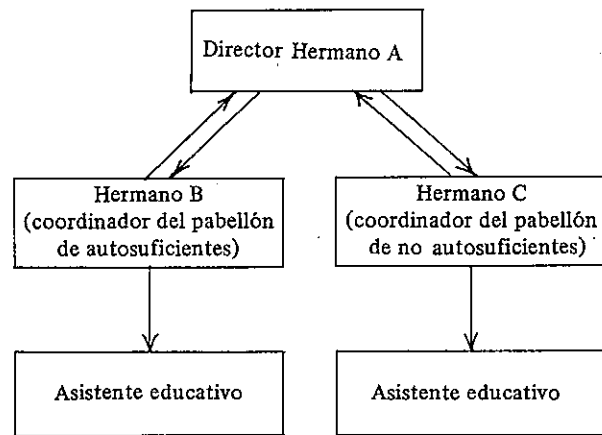 Director Hermano A
Hermano B
(coordinador del pabellón
de autosuficientes)
Hermano C
(coordinador del pabellón
de no autosuficientes)
Asistente educativo
Asistente educativo